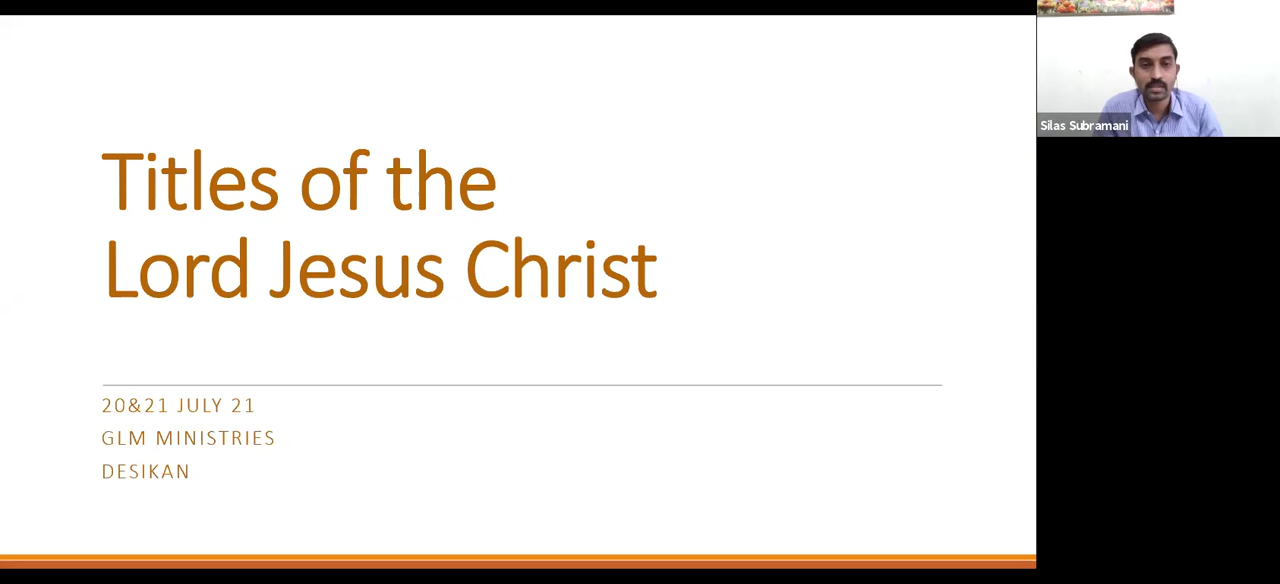 Titles of the
Lord Jesus Christ
20&21 JULY 21
GLM MINISTRIES
DESIKAN
Silas Subramani